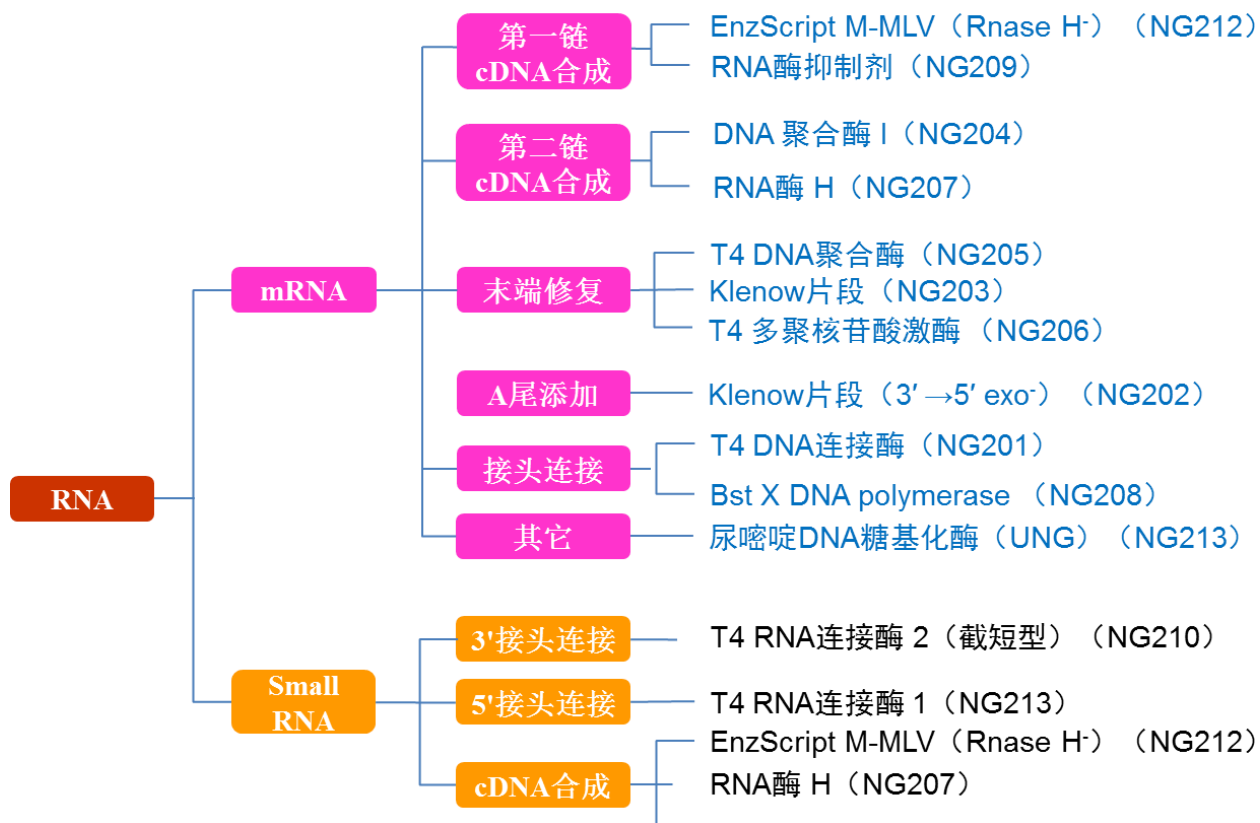 第一链
cDNA合成
EnzScript M-MLV（Rnase H⁻）（NG212）
RNA酶抑制剂（NG209）
第二链
cDNA合成
DNA 聚合酶 I（NG204）
RNA酶 H（NG207）
mRNA
末端修复
T4 DNA聚合酶（NG205）
Klenow片段（NG203）
T4 多聚核苷酸激酶 （NG206）
A尾添加
Klenow片段（3′→5′ exo⁻）（NG202）
接头连接
T4 DNA连接酶（NG201）
Bst X DNA polymerase （NG208）
其它
尿嘧啶DNA糖基化酶（UNG）（NG213）
RNA
Small
RNA
3'接头连接
T4 RNA连接酶 2（截短型）（NG210）
5'接头连接
T4 RNA连接酶 1（NG213）
cDNA合成
EnzScript M-MLV（Rnase H⁻）（NG212）
RNA酶 H（NG207）